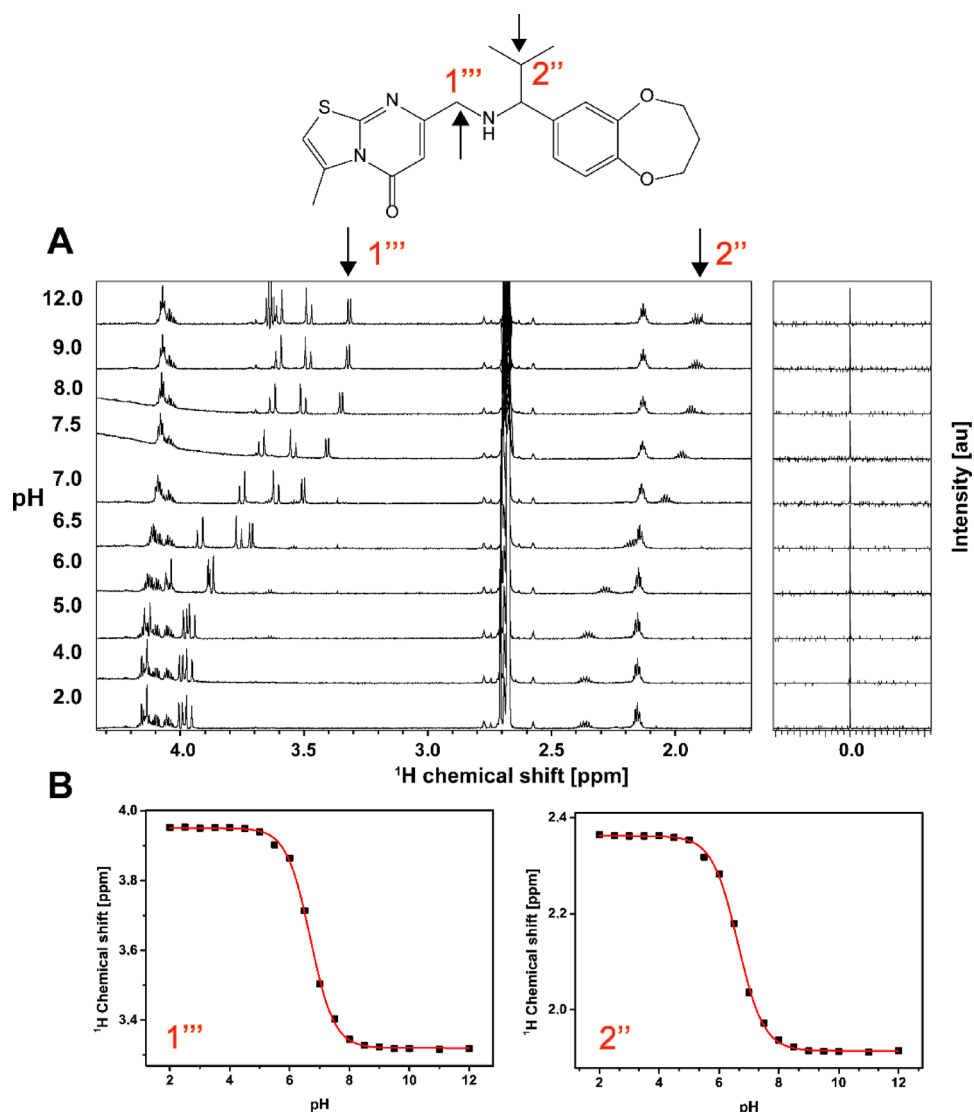 1''' 2''
S N N H O
N O
O
A 1''' 2''
12.0
9.0
8.0
7.5
7.0
pH
6.5
6.0
5.0
4.0
2.0
Intensity [au]
4.0 3.5 3.0 2.5 2.0 0.0
¹H chemical shift [ppm]
B
4.0
3.8
3.6
3.4
¹H Chemical shift [ppm]
1'''
2 4 6 8 10 12
pH
2.4
2.2
2.0
¹H Chemical shift [ppm]
2''
2 4 6 8 10 12
pH